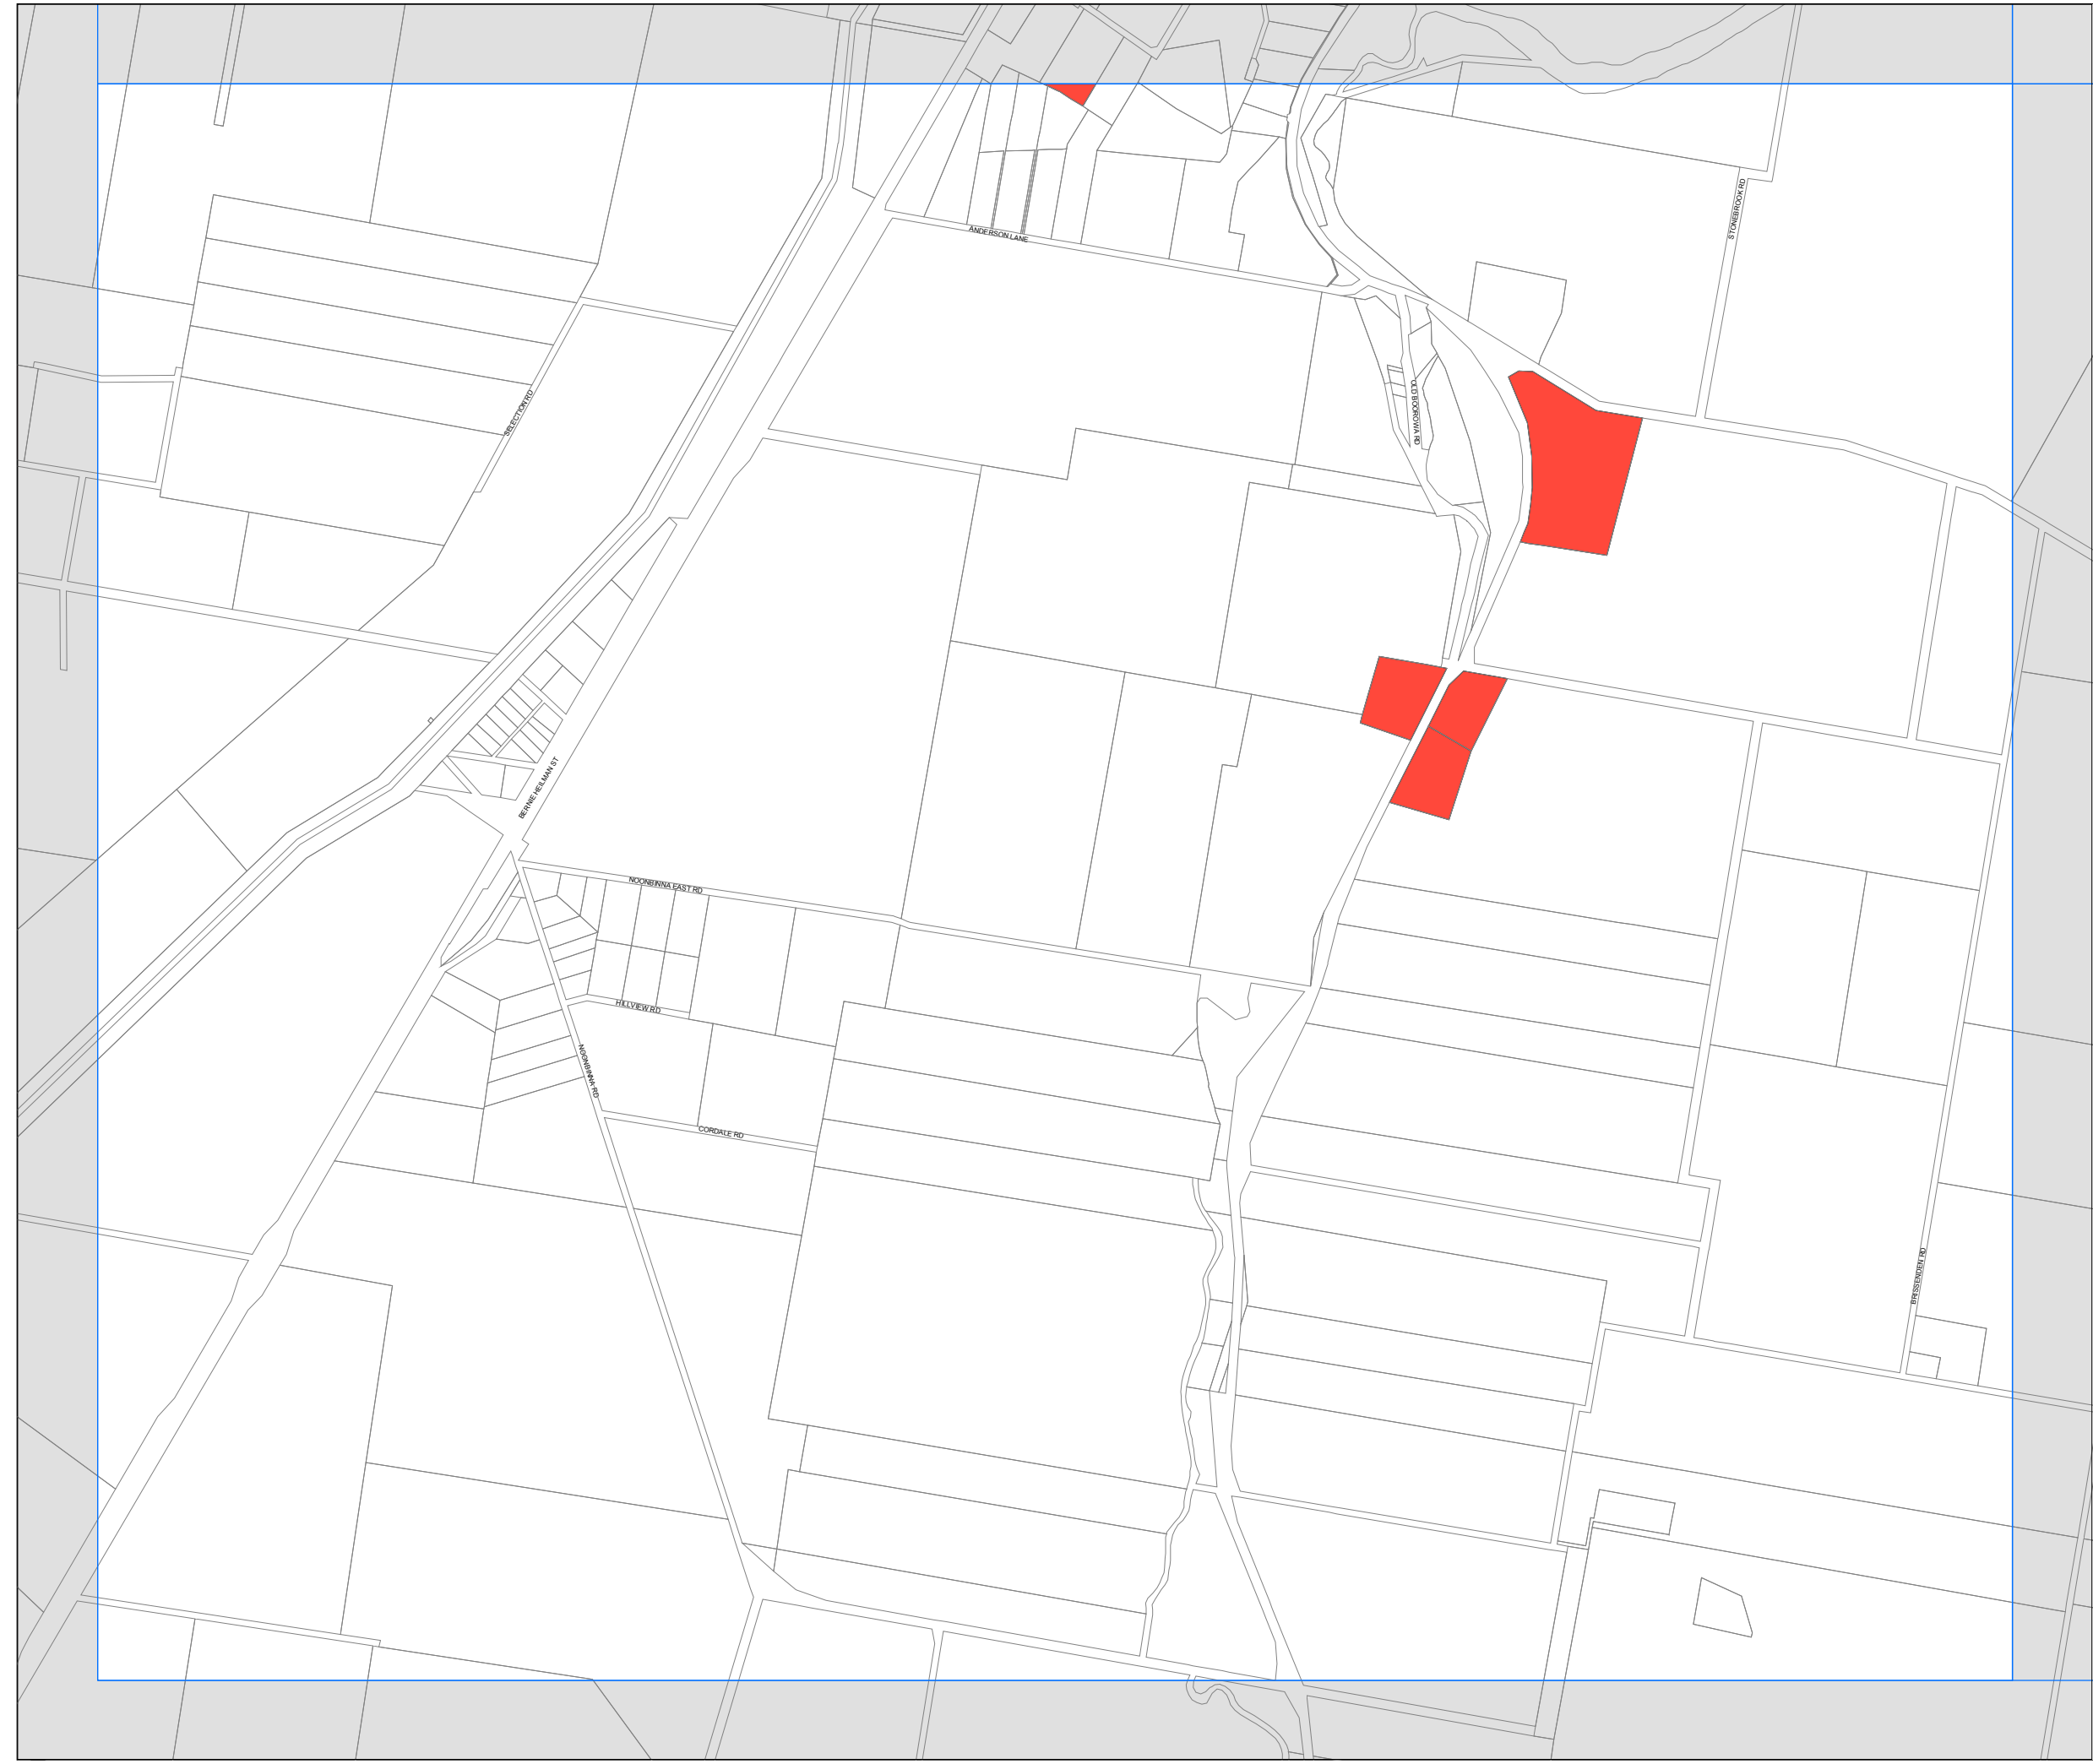 STONEBROOK RD
ANDERSON LANE
SELECTION RD
OLD BOOROWA RD
BERNIE HEILMAN ST
NOONBINNA EAST RD
HILLVIEW RD
NOONBINNA RD
CORDALE RD
BRISSENDEN RD